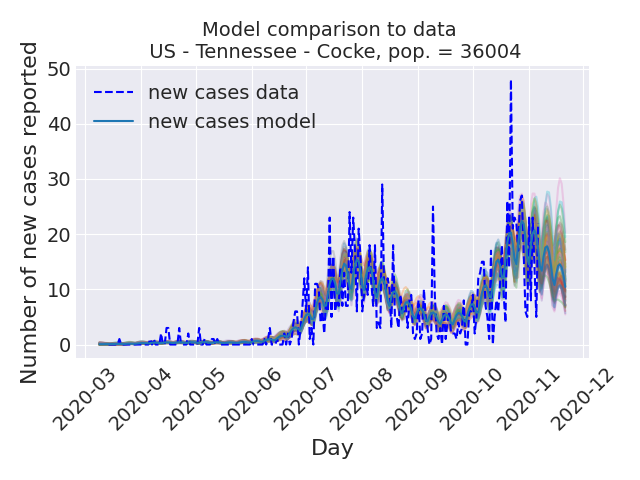 Model comparison to data
US - Tennessee - Cocke, pop. = 36004
Number of new cases reported
50
40
30
20
10
0
new cases data
new cases model
2020-03
2020-04
2020-05
2020-06
2020-07
2020-08
2020-09
2020-10
2020-11
2020-12
Day